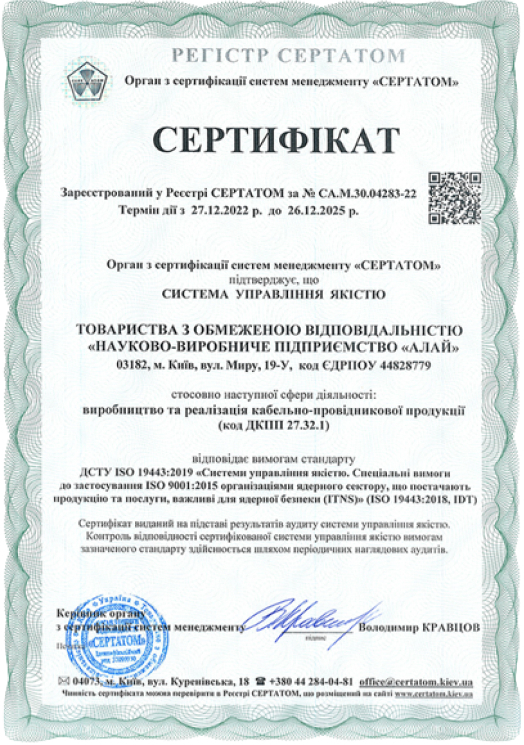 РЕГІСТР СЕРТАТОМ
Орган з сертифікації систем менеджменту «СЕРТАТОМ»
СЕРТИФІКАТ
Зареєстрований у Реєстрі СЕРТАТОМ за № СА.М.30.04283-22
Термін дії з 27.12.2022 р. до 26.12.2025 р.
Орган з сертифікації систем менеджменту «СЕРТАТОМ»
підтверджує, що
СИСТЕМА УПРАВЛІННЯ ЯКІСТЮ
ТОВАРИСТВА З ОБМЕЖЕНОЮ ВІДПОВІДАЛЬНІСТЮ
«НАУКОВО-ВИРОБНИЧЕ ПІДПРИЄМСТВО «АЛАЙ»
03182, м. Київ, вул. Миру, 19-У, код ЄДРПОУ 44828779
стосовно наступної сфери діяльності:
виробництво та реалізація кабельно-провідникової продукції
(код ДКПП 27.32.1)
відповідає вимогам стандарту
ДСТУ ISO 19443:2019 «Системи управління якістю. Спеціальні вимоги
до застосування ISO 9001:2015 організаціями ядерного сектору, що постачають
продукцію та послуги, важливі для ядерної безпеки (ITNS)» (ISO 19443:2018, IDT)
Сертифікат виданий на підставі результатів аудиту системи управління якістю.
Контроль відповідності сертифікованої системи управління якістю вимогам
зазначеного стандарту здійснюється шляхом періодичних наглядових аудитів.
Керівник органу
з сертифікації систем менеджменту Володимир КРАВЦОВ
підпис
«СЕРТАТОМ»
04073, м. Київ, вул. Куренівська, 18 ☎ +380 44 284-04-81 office@certatom.kiev.ua
Чинність сертифіката можна перевірити в Реєстрі СЕРТАТОМ, що розміщений на сайті www.certatom.kiev.ua